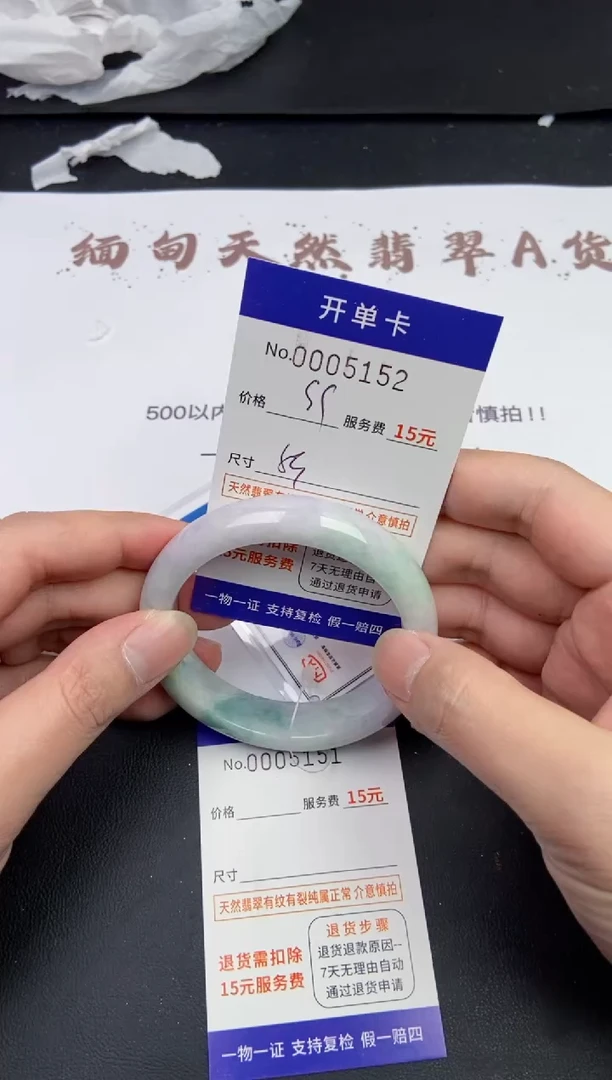 缅甸天然翡翠A货
开单卡
No.0005152
价格 服务费 15元
500以内 慎拍!!
尺寸
天然翡翠有 介意慎拍
扣除
元服务费
7天无理由自
通过退货申请
一物一证 支持复检 假一赔四
No.0005151
价格 服务费 15元
尺寸
天然翡翠有纹有裂纯属正常 介意慎拍
退货需扣除
15元服务费
退货步骤
退货退款原因--
7天无理由自动
通过退货申请
一物一证 支持复检 假一赔四